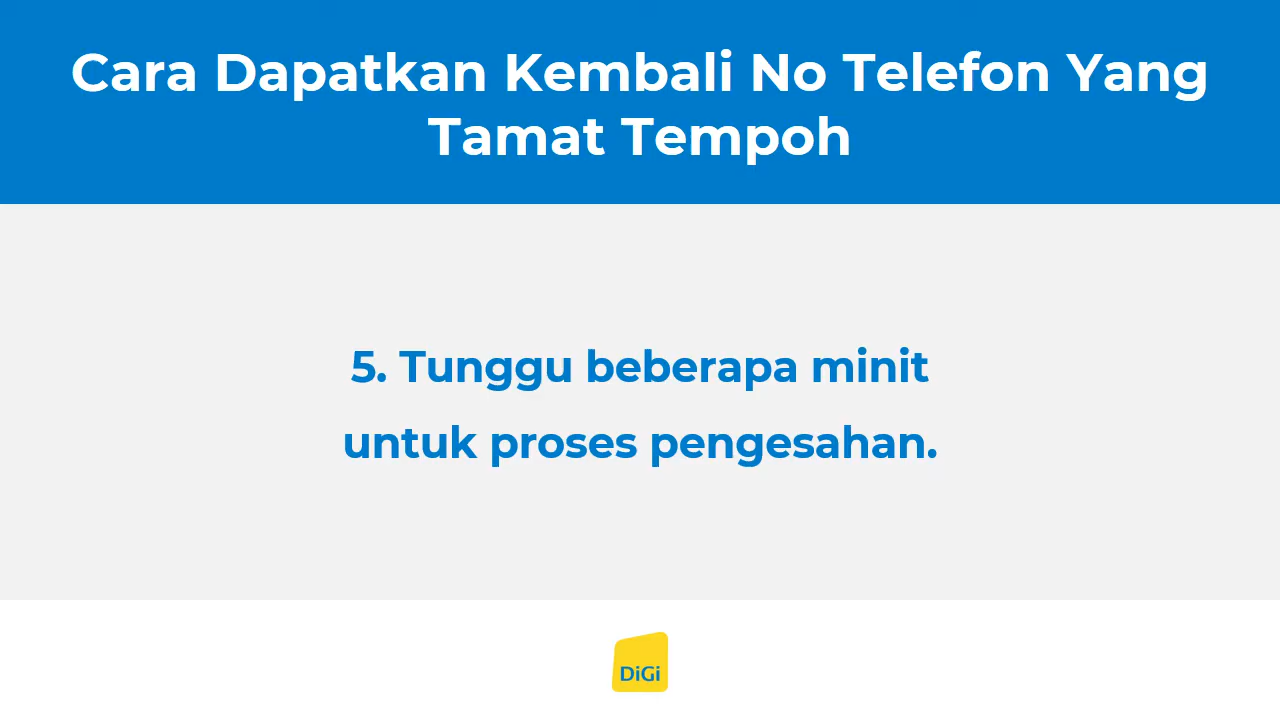 Cara Dapatkan Kembali No Telefon Yang
Tamat Tempoh
5. Tunggu beberapa minit
untuk proses pengesahan.
DiGi